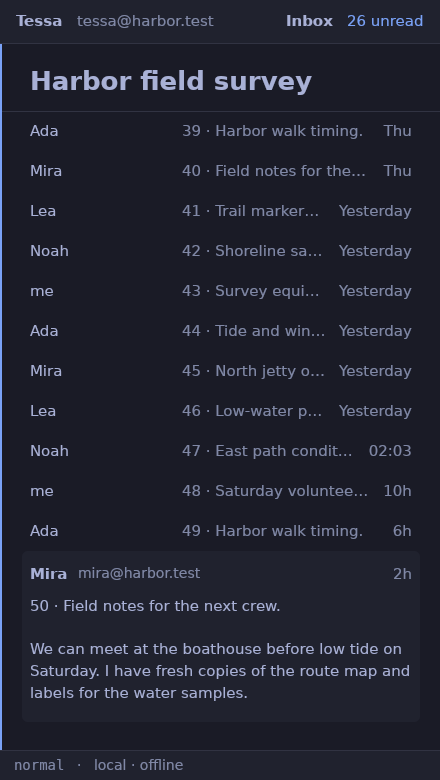 Tessa tessa@harbor.test Inbox 26 unread
Harbor field survey
Ada 39 · Harbor walk timing. Thu
Mira 40 · Field notes for the… Thu
Lea 41 · Trail marker… Yesterday
Noah 42 · Shoreline sa… Yesterday
me 43 · Survey equi… Yesterday
Ada 44 · Tide and win… Yesterday
Mira 45 · North jetty o… Yesterday
Lea 46 · Low-water p… Yesterday
Noah 47 · East path condit… 02:03
me 48 · Saturday voluntee… 10h
Ada 49 · Harbor walk timing. 6h
Mira mira@harbor.test 2h
50 · Field notes for the next crew.
We can meet at the boathouse before low tide on
Saturday. I have fresh copies of the route map and
labels for the water samples.
normal · local · offline